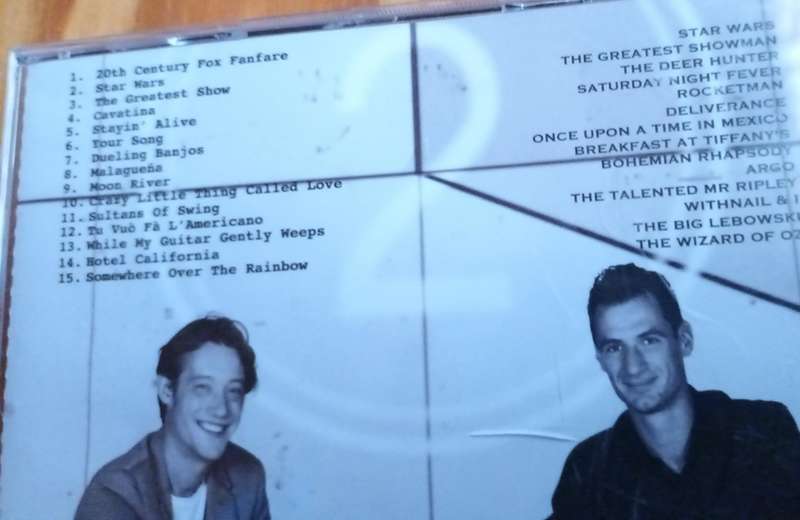 1. 20th Century Fox Fanfare
2. Star Wars
3. The Greatest Show
4. Cavatina
5. Stayin' Alive
6. Your Song
7. Dueling Banjos
8. Malagueña
9. Moon River
10. Crazy Little Thing Called Love
11. Sultans Of Swing
12. Tu Vuò Fà L'Americano
13. While My Guitar Gently Weeps
14. Hotel California
15. Somewhere Over The Rainbow
STAR WARS
THE GREATEST SHOWMAN
THE DEER HUNTER
SATURDAY NIGHT FEVER
ROCKETMAN
DELIVERANCE
ONCE UPON A TIME IN MEXICO
BREAKFAST AT TIFFANY'S
BOHEMIAN RHAPSODY
ARGO
THE TALENTED MR RIPLEY
WITHNAIL & I
THE BIG LEBOWSKI
THE WIZARD OF OZ
2